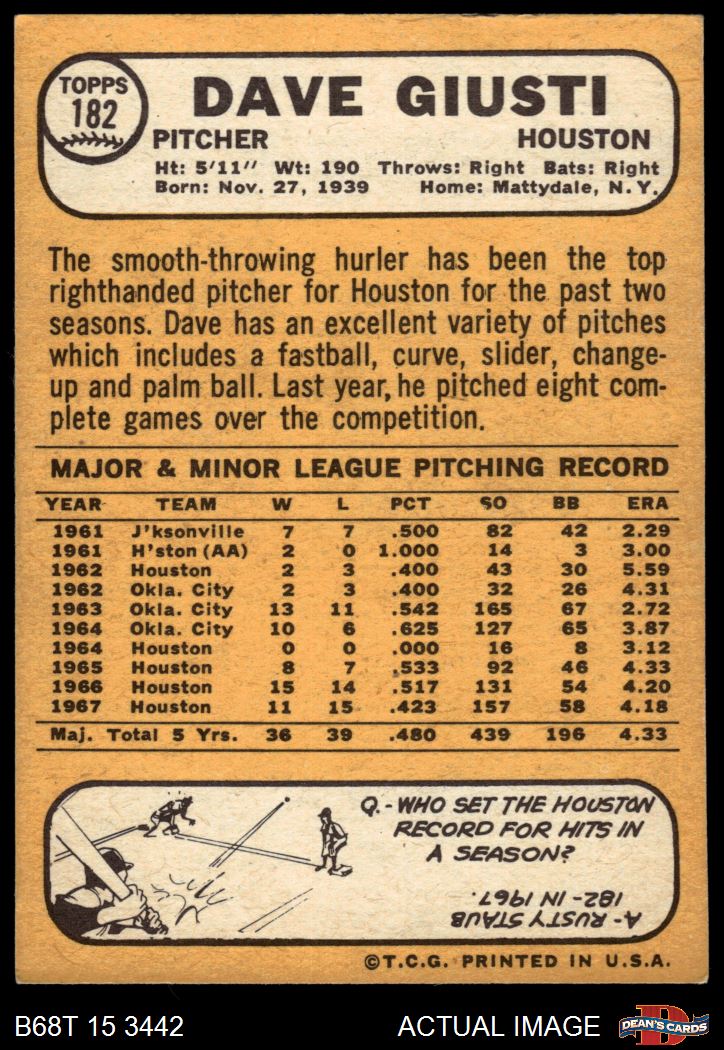 TOPPS
182
DAVE GIUSTI
PITCHER HOUSTON
Ht: 5'11" Wt: 190 Throws: Right Bats: Right
Born: Nov. 27, 1939 Home: Mattydale, N.Y.
The smooth-throwing hurler has been the top
righthanded pitcher for Houston for the past two
seasons. Dave has an excellent variety of pitches
which includes a fastball, curve, slider, change-
up and palm ball. Last year, he pitched eight com-
plete games over the competition.
MAJOR & MINOR LEAGUE PITCHING RECORD
YEAR TEAM W L PCT SO BB ERA
1961 J'ksonville 7 7 .500 82 42 2.29
1961 H'ston (AA) 2 0 1.000 14 3 3.00
1962 Houston 2 3 .400 43 30 5.59
1962 Okla. City 2 3 .400 32 26 4.31
1963 Okla. City 13 11 .542 165 67 2.72
1964 Okla. City 10 6 .625 127 65 3.87
1964 Houston 0 0 .000 16 8 3.12
1965 Houston 8 7 .533 92 46 4.33
1966 Houston 15 14 .517 131 54 4.20
1967 Houston 11 15 .423 157 58 4.18
Maj. Total 5 Yrs. 36 39 .480 439 196 4.33
Q.-WHO SET THE HOUSTON
RECORD FOR HITS IN
A SEASON?
A-RUSTY STAUB
182- IN 1967.
©T.C.G. PRINTED IN U.S.A.
B68T 15 3442 ACTUAL IMAGE
D
DEAN'S CARDS